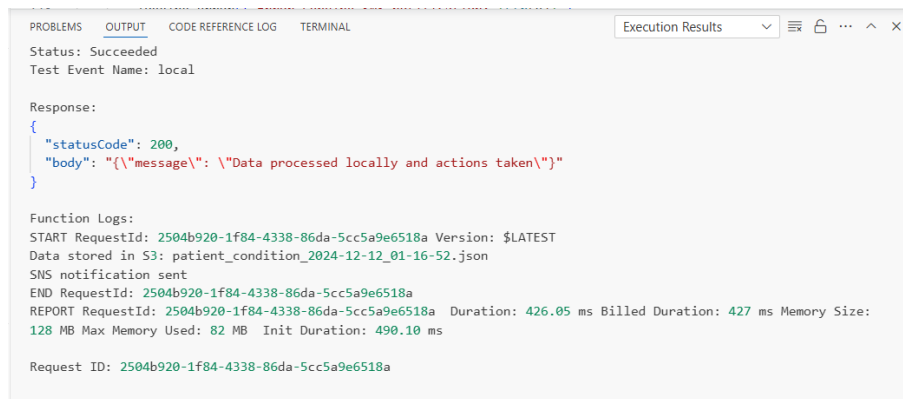 PROBLEMS OUTPUT CODE REFERENCE LOG TERMINAL Execution Results
Status: Succeeded
Test Event Name: local
Response:
{
"statusCode": 200,
"body": "{\"message\": \"Data processed locally and actions taken\"}"
}
Function Logs:
START RequestId: 2504b920-1f84-4338-86da-5cc5a9e6518a Version: $LATEST
Data stored in S3: patient_condition_2024-12-12_01-16-52.json
SNS notification sent
END RequestId: 2504b920-1f84-4338-86da-5cc5a9e6518a
REPORT RequestId: 2504b920-1f84-4338-86da-5cc5a9e6518a Duration: 426.05 ms Billed Duration: 427 ms Memory Size:
128 MB Max Memory Used: 82 MB Init Duration: 490.10 ms
Request ID: 2504b920-1f84-4338-86da-5cc5a9e6518a